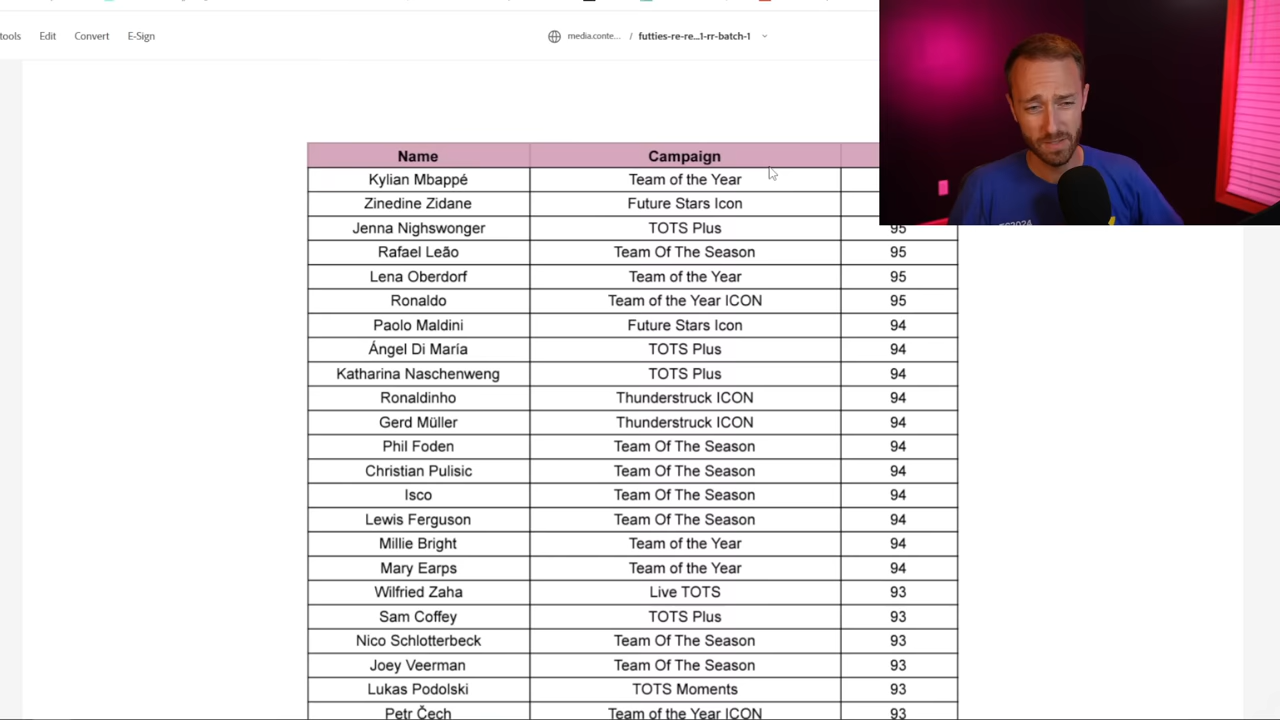 tools Edit Convert E-Sign media.conte... / futties-re-re...1-rr-batch-1
Name Campaign
Kylian Mbappé Team of the Year
Zinedine Zidane Future Stars Icon
Jenna Nighswonger TOTS Plus 95
Rafael Leão Team Of The Season 95
Lena Oberdorf Team of the Year 95
Ronaldo Team of the Year ICON 95
Paolo Maldini Future Stars Icon 94
Ángel Di María TOTS Plus 94
Katharina Naschenweng TOTS Plus 94
Ronaldinho Thunderstruck ICON 94
Gerd Müller Thunderstruck ICON 94
Phil Foden Team Of The Season 94
Christian Pulisic Team Of The Season 94
Isco Team Of The Season 94
Lewis Ferguson Team Of The Season 94
Millie Bright Team of the Year 94
Mary Earps Team of the Year 94
Wilfried Zaha Live TOTS 93
Sam Coffey TOTS Plus 93
Nico Schlotterbeck Team Of The Season 93
Joey Veerman Team Of The Season 93
Lukas Podolski TOTS Moments 93
Petr Čech Team of the Year ICON 93